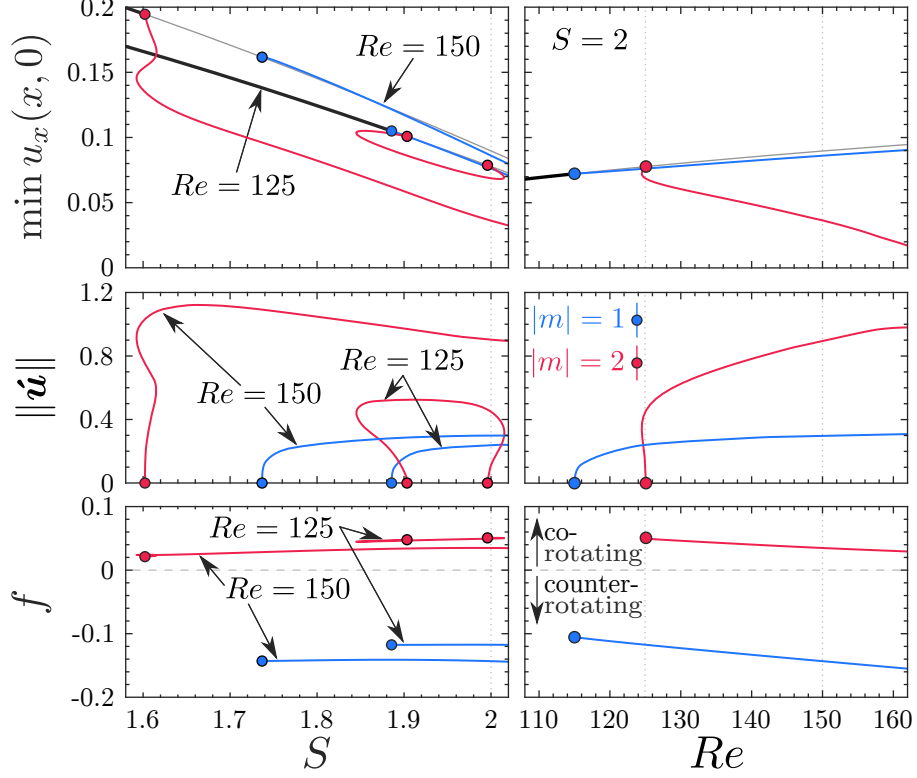 0.2
0.15
0.1
0.05
0
min u_x(x, 0)
Re = 150
Re = 125
S = 2
1.2
0.8
0.4
0
||ú||
Re = 125
Re = 150
|m| = 1
|m| = 2
0.1
0
-0.1
-0.2
f
Re = 125
Re = 150
co-
rotating
counter-
rotating
1.6 1.7 1.8 1.9 2
S
110 120 130 140 150 160
Re